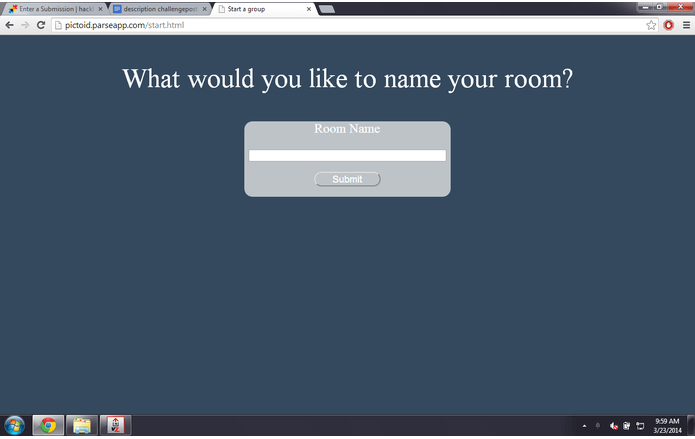 Enter a Submission | hack
description challengepos
Start a group
pictoid.parseapp.com/start.html
What would you like to name your room?
Room Name
Submit
9:59 AM
3/23/2014